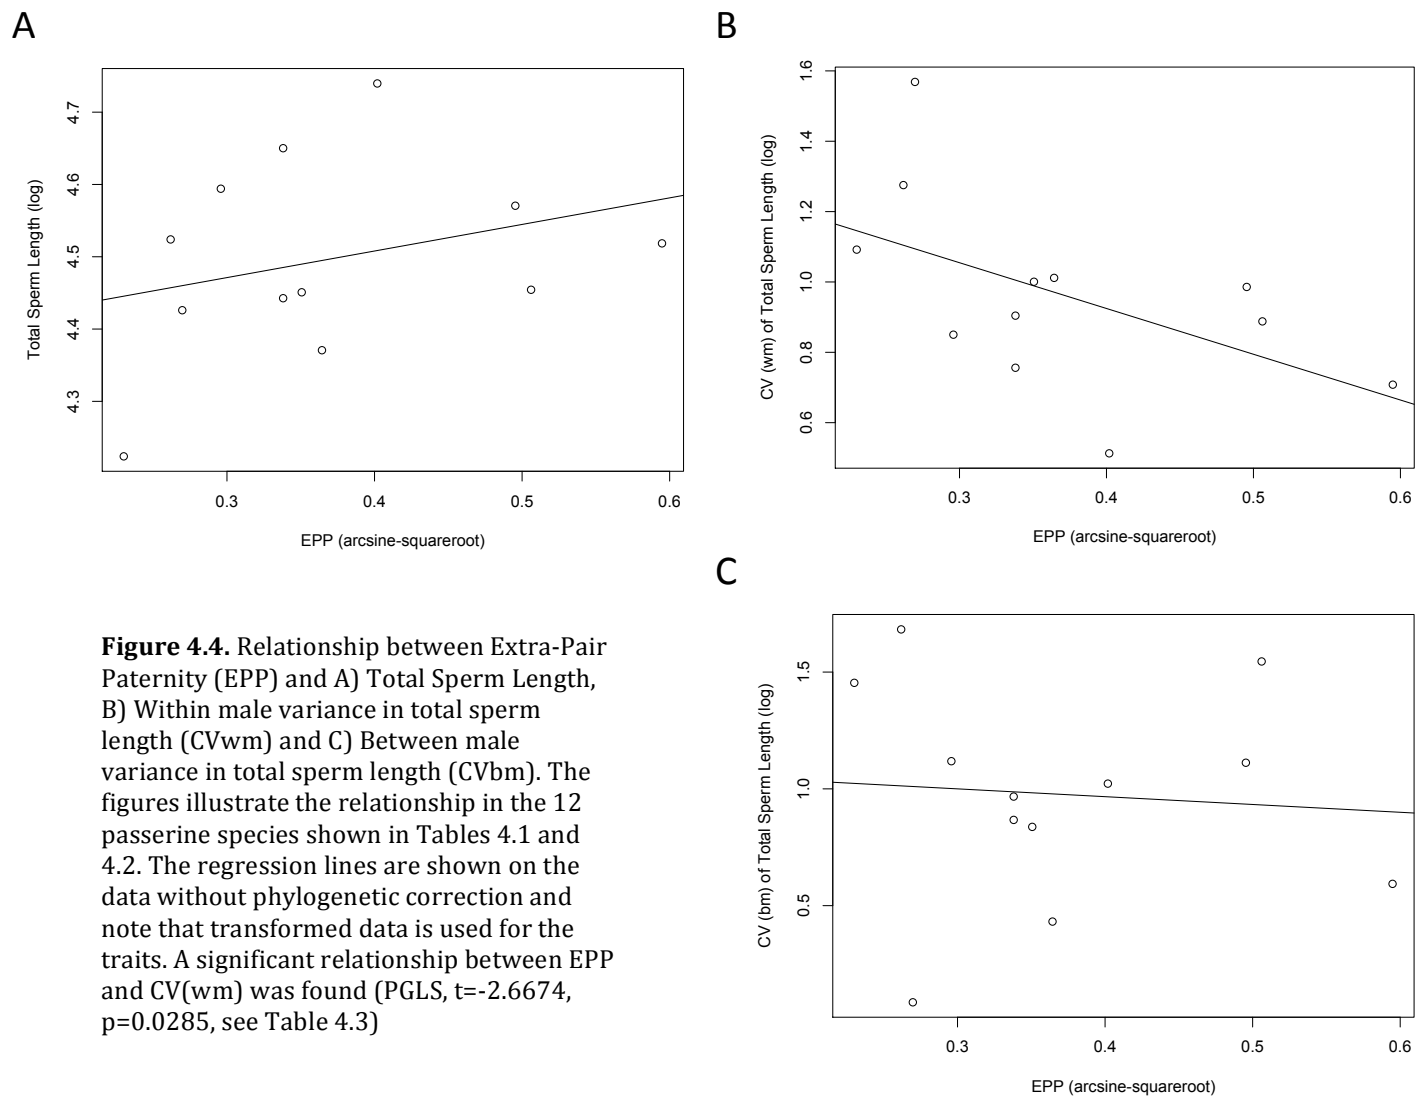 A
4.7
4.6
4.5
4.4
4.3
Total Sperm Length (log)
0.3 0.4 0.5 0.6
EPP (arcsine-squareroot)
B
1.6
1.4
1.2
1.0
0.8
0.6
CV (wm) of Total Sperm Length (log)
0.3 0.4 0.5 0.6
EPP (arcsine-squareroot)
Figure 4.4. Relationship between Extra-Pair
Paternity (EPP) and A) Total Sperm Length,
B) Within male variance in total sperm
length (CVwm) and C) Between male
variance in total sperm length (CVbm). The
figures illustrate the relationship in the 12
passerine species shown in Tables 4.1 and
4.2. The regression lines are shown on the
data without phylogenetic correction and
note that transformed data is used for the
traits. A significant relationship between EPP
and CV(wm) was found (PGLS, t=-2.6674,
p=0.0285, see Table 4.3)
C
1.5
1.0
0.5
CV (bm) of Total Sperm Length (log)
0.3 0.4 0.5 0.6
EPP (arcsine-squareroot)